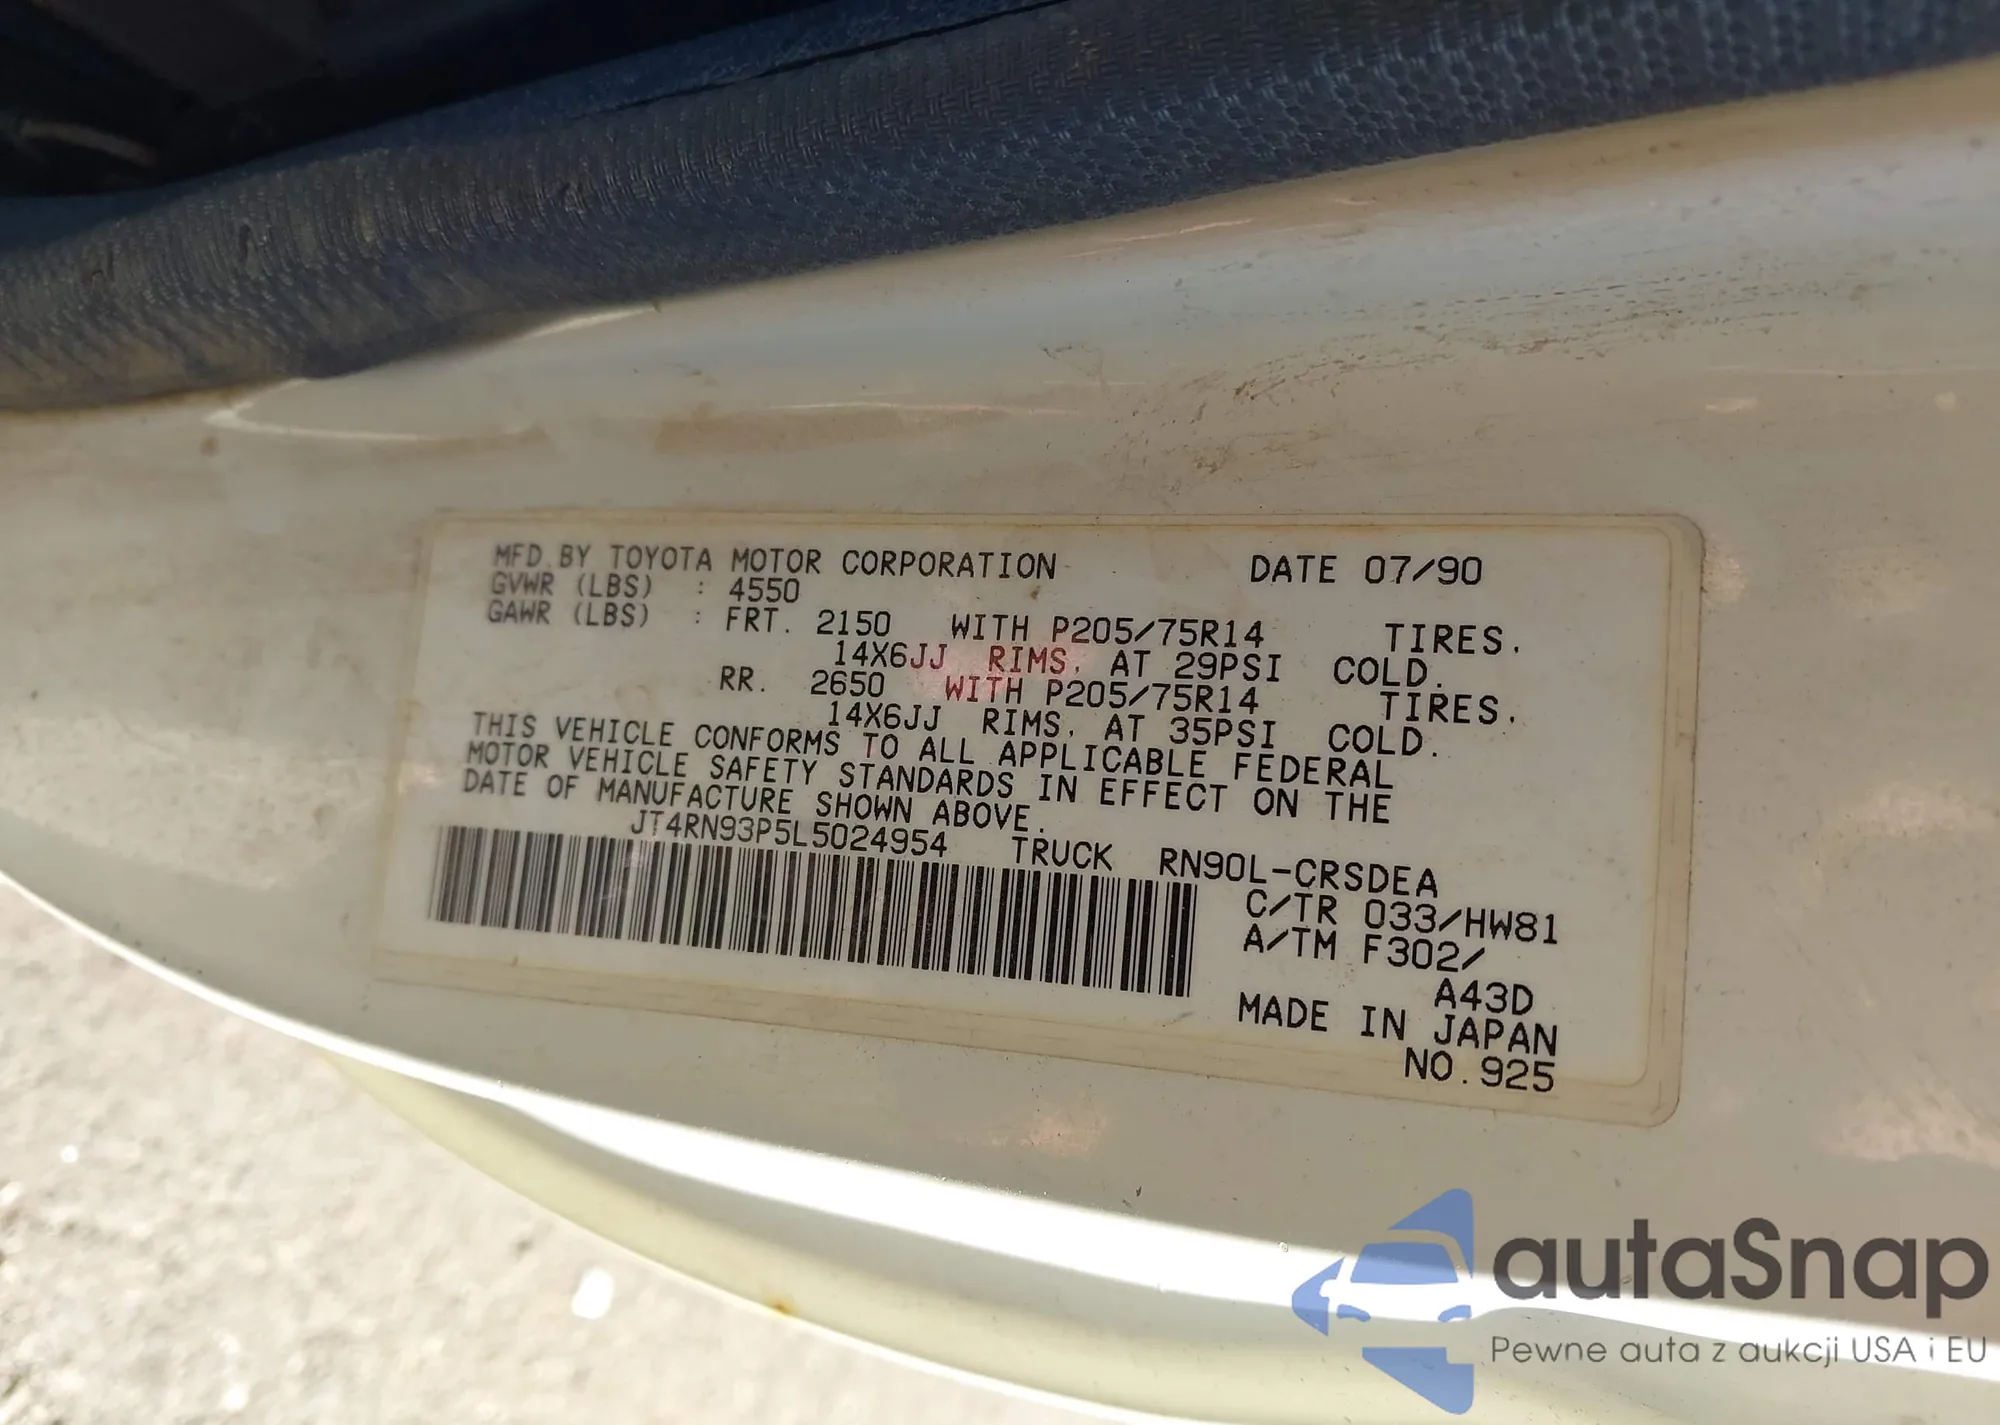 MFD. BY TOYOTA MOTOR CORPORATION DATE 07/90
GVWR (LBS) : 4550
GAWR (LBS) : FRT. 2150 WITH P205/75R14 TIRES.
14X6JJ RIMS, AT 29PSI COLD.
RR. 2650 WITH P205/75R14 TIRES.
14X6JJ RIMS, AT 35PSI COLD.
THIS VEHICLE CONFORMS TO ALL APPLICABLE FEDERAL
MOTOR VEHICLE SAFETY STANDARDS IN EFFECT ON THE
DATE OF MANUFACTURE SHOWN ABOVE.
JT4RN93P5L5024954 TRUCK RN90L-CRSDEA
C/TR 033/HW81
A/TM F302/
A43D
MADE IN JAPAN
NO.925
autaSnap
Pewne auta z aukcji USA i EU